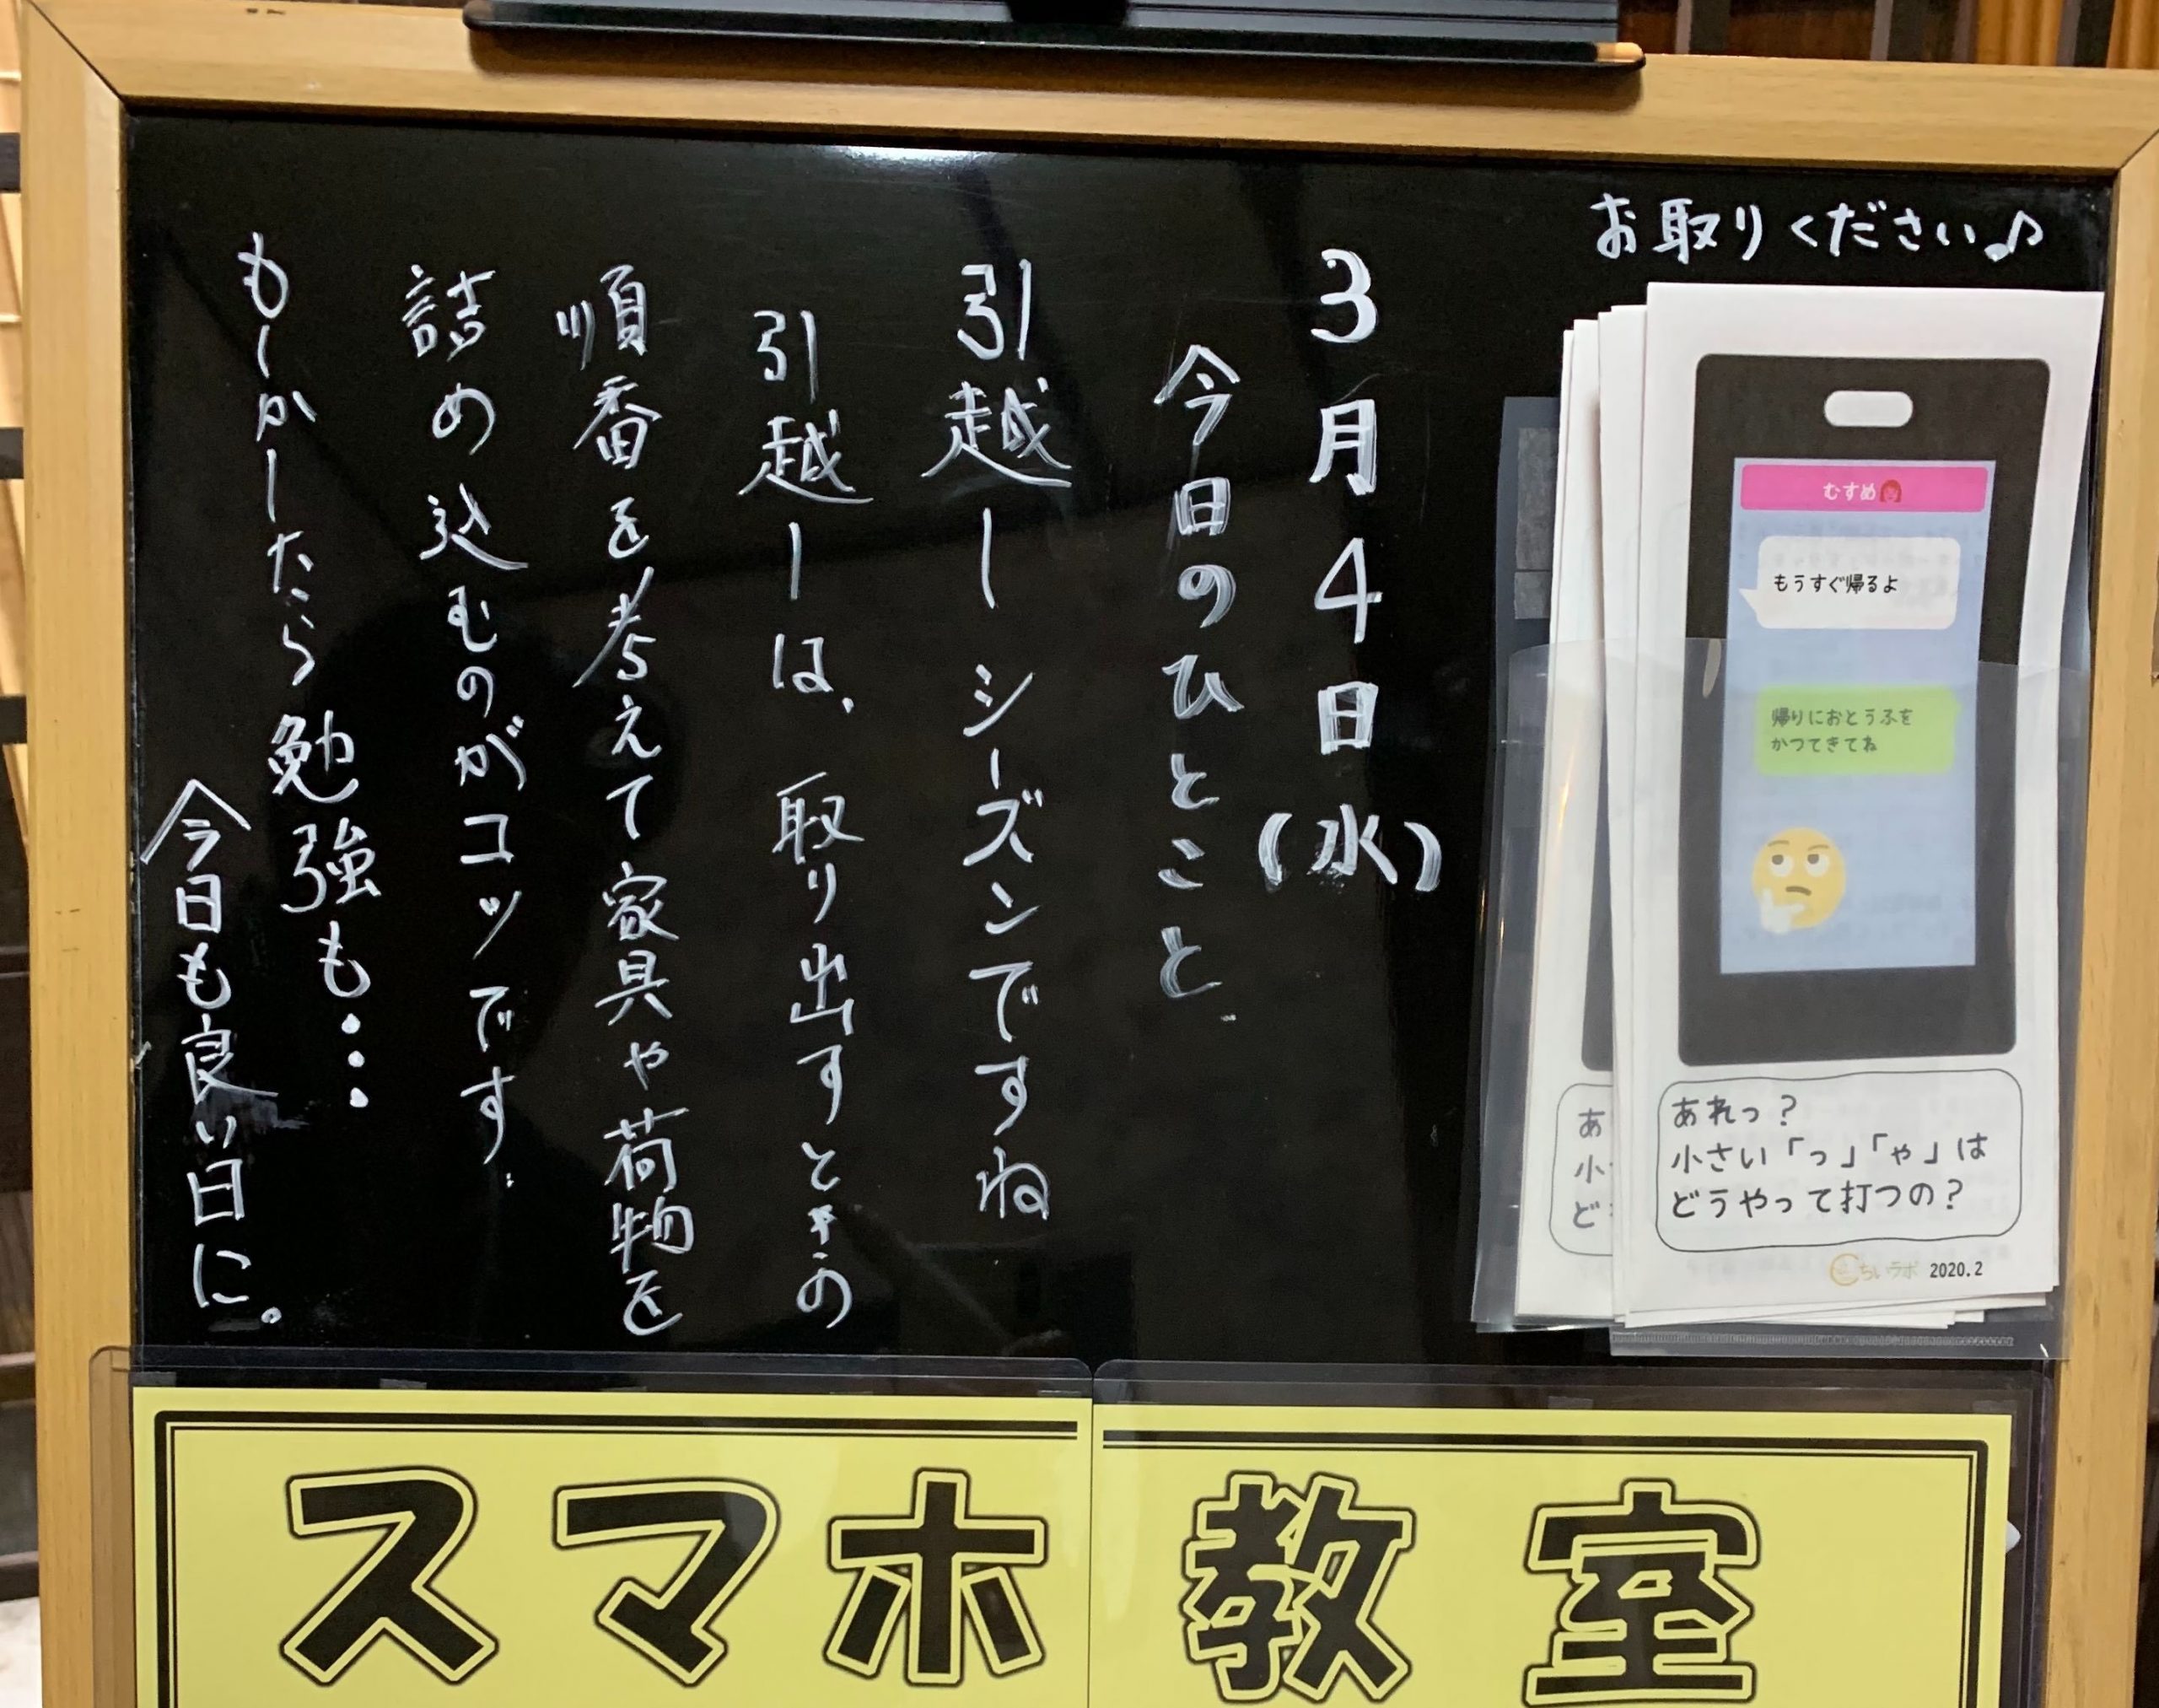 お取りください♪
3月4日(水)
今日のひとこと
引越しシーズンですね
引越しは、取り出すときの
順番を考えて家具や荷物を
詰め込むのがコツです.
もしかしたら勉強も…
今日も良い日に。
むすめ
もうすぐ帰るよ
帰りにおとうふを
かつてきてね
あれっ?
小さい「っ」「ゃ」は
どうやって打つの?
ちいラボ 2020.2
あ
小
ど
スマホ教室